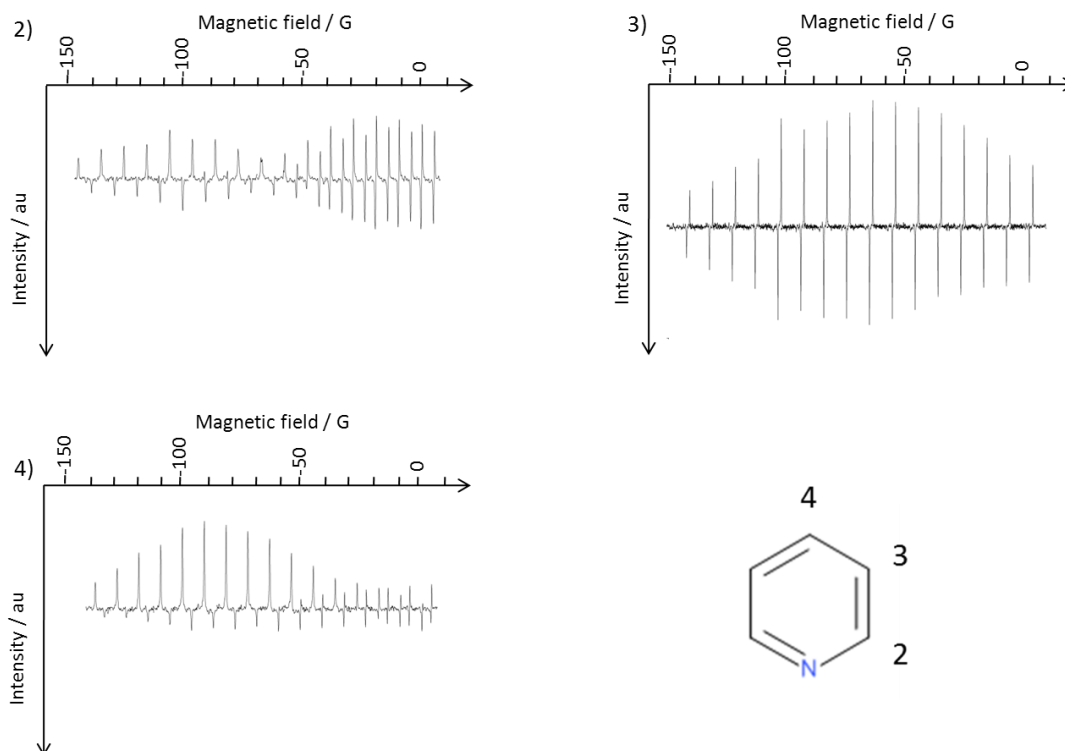 2)
Magnetic field / G
-150
-100
-50
0
Intensity / au
3)
Magnetic field / G
-150
-100
-50
0
Intensity / au
4)
Magnetic field / G
-150
-100
-50
0
Intensity / au
4
3
2
N